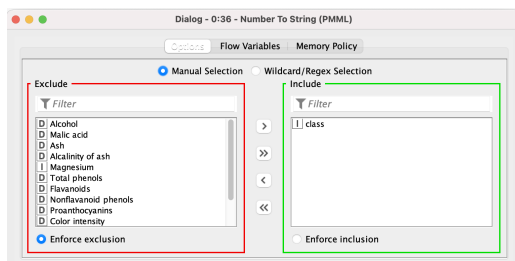 Dialog - 0:36 - Number To String (PMML)
Options Flow Variables Memory Policy
Manual Selection Wildcard/Regex Selection
Exclude
Filter
D Alcohol
D Malic acid
D Ash
D Alcalinity of ash
I Magnesium
D Total phenols
D Flavanoids
D Nonflavanoid phenols
D Proanthocyanins
D Color intensity
Enforce exclusion
>
»
<
«
Include
Filter
I class
Enforce inclusion